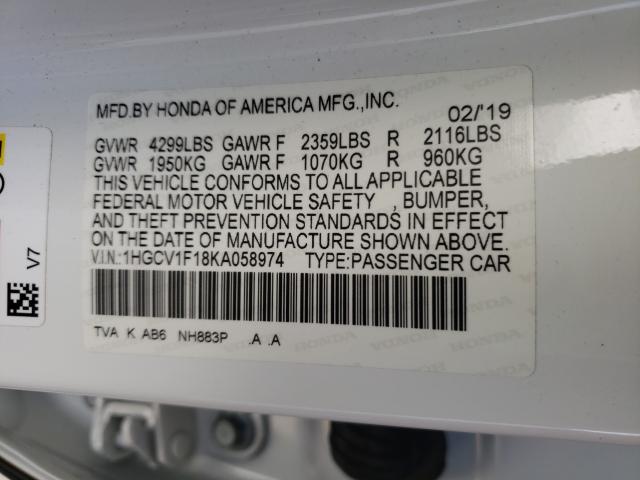 MFD.BY HONDA OF AMERICA MFG.,INC. 02/'19
GVWR 4299LBS GAWR F 2359LBS R 2116LBS
GVWR 1950KG GAWR F 1070KG R 960KG
THIS VEHICLE CONFORMS TO ALL APPLICABLE
FEDERAL MOTOR VEHICLE SAFETY , BUMPER,
AND THEFT PREVENTION STANDARDS IN EFFECT
ON THE DATE OF MANUFACTURE SHOWN ABOVE.
V.I.N.:1HGCV1F18KA058974 TYPE:PASSENGER CAR
TVA K AB6 NH883P .A .A
V7